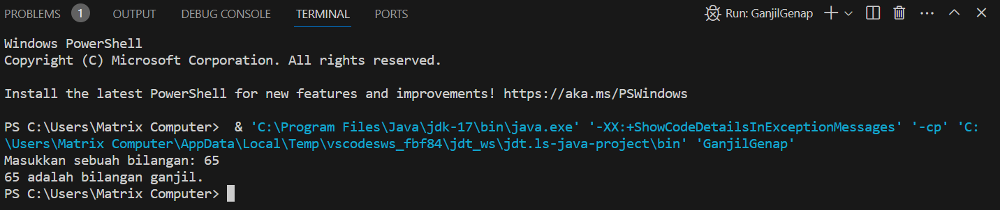 PROBLEMS 1 OUTPUT DEBUG CONSOLE TERMINAL PORTS Run: GanjilGenap
Windows PowerShell
Copyright (C) Microsoft Corporation. All rights reserved.
Install the latest PowerShell for new features and improvements! https://aka.ms/PSWindows
PS C:\Users\Matrix Computer>  & 'C:\Program Files\Java\jdk-17\bin\java.exe' '-XX:+ShowCodeDetailsInExceptionMessages' '-cp' 'C:
\Users\Matrix Computer\AppData\Local\Temp\vscodesws_fbf84\jdt_ws\jdt.ls-java-project\bin' 'GanjilGenap'
Masukkan sebuah bilangan: 65
65 adalah bilangan ganjil.
PS C:\Users\Matrix Computer>